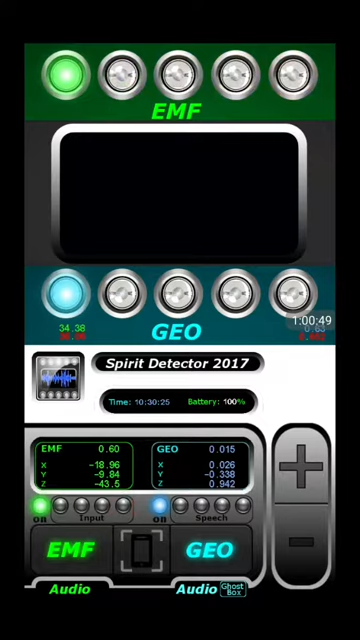 EMF
34.38
1:00:49
GEO
Spirit Detector 2017
Time: 10:30:25 Battery: 100%
EMF 0.60
X -18.96
Y -9.84
Z -43.5
GEO 0.015
X 0.026
Y -0.338
Z 0.942
on Input
on Speech
EMF
GEO
Audio
Audio Ghost Box